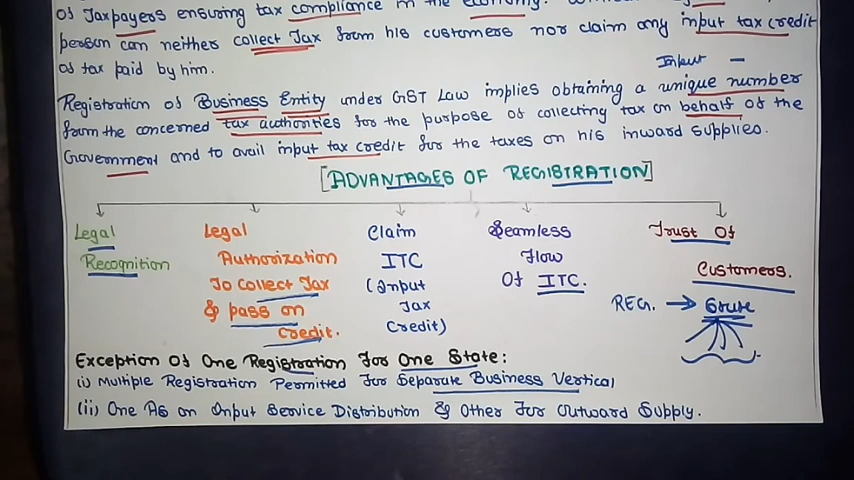 of Taxpayers ensuring tax compliance in the economy.
person can neither collect Tax from his customers nor claim any input tax credit
of tax paid by him.
Input –
Registration of Business Entity under GST Law implies obtaining a unique number
from the concerned tax authorities for the purpose of collecting tax on behalf of the
Government and to avail input tax credit for the taxes on his inward supplies.
[ADVANTAGES OF REGISTRATION]
Legal
Recognition
Legal
Authorization
To Collect Tax
& pass on
credit.
Claim
ITC
(Input
Tax
Credit)
Seamless
Flow
Of ITC.
Trust Of
Customers.
REG. → State
Exception Of One Registration For One State:
(i) Multiple Registration Permitted For Separate Business Vertical
(ii) One As an Input Service Distribution & Other For Outward Supply.